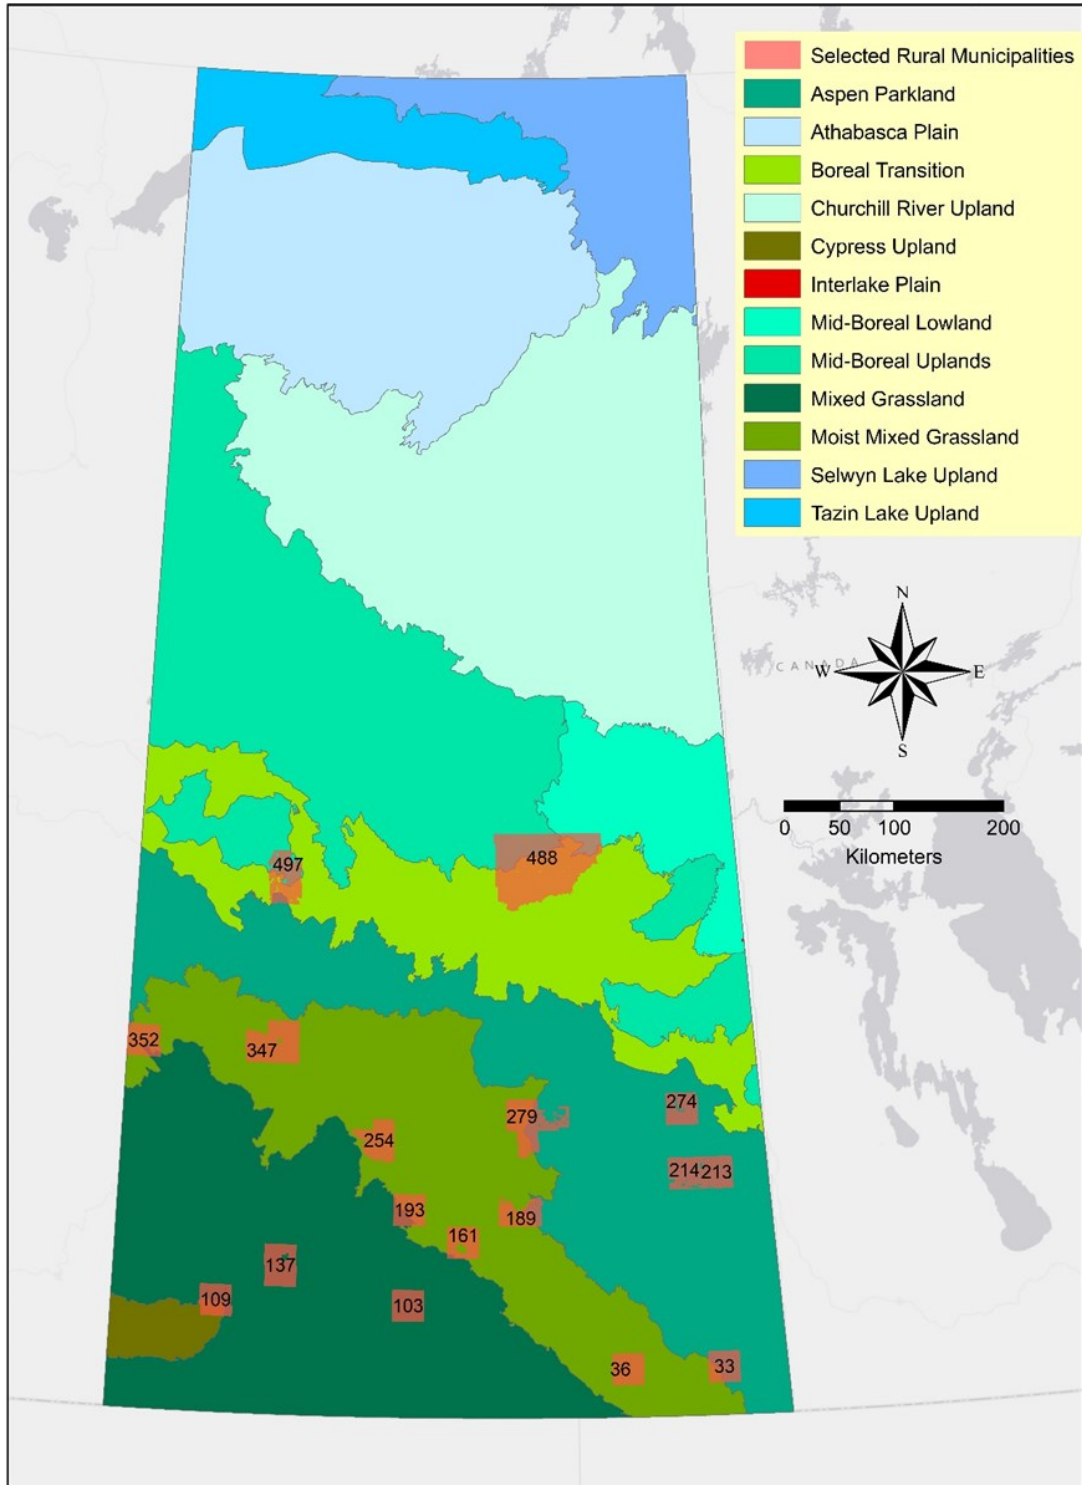 Selected Rural Municipalities
Aspen Parkland
Athabasca Plain
Boreal Transition
Churchill River Upland
Cypress Upland
Interlake Plain
Mid-Boreal Lowland
Mid-Boreal Uplands
Mixed Grassland
Moist Mixed Grassland
Selwyn Lake Upland
Tazin Lake Upland
N
CANADA
W
E
S
0 50 100 200
Kilometers
497
488
352
347
274
279
254
214 213
193
189
161
137
109
103
36
33